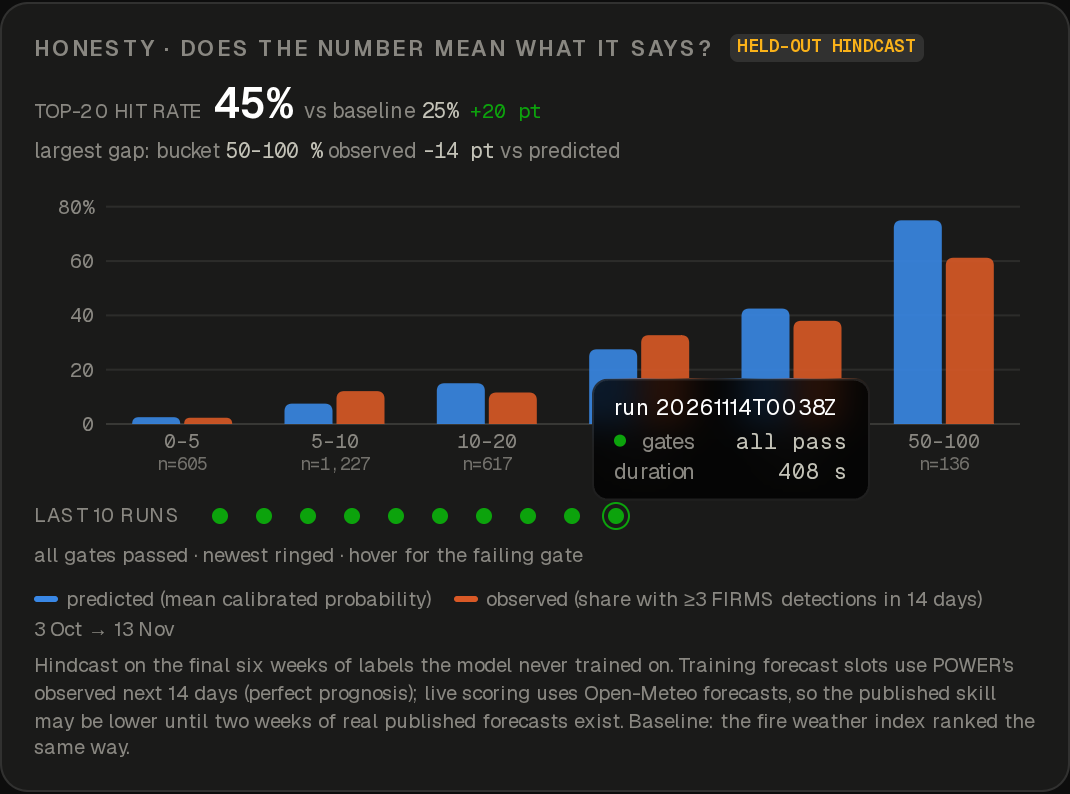 HONESTY · DOES THE NUMBER MEAN WHAT IT SAYS? HELD-OUT HINDCAST
TOP-20 HIT RATE 45% vs baseline 25% +20 pt
largest gap: bucket 50-100 % observed -14 pt vs predicted
80%
60
40
20
0
0-5 5-10 10-20 50-100
n=605 n=1,227 n=617 n=136
run 20261114T0038Z
gates all pass
duration 408 s
LAST 10 RUNS
all gates passed · newest ringed · hover for the failing gate
predicted (mean calibrated probability) observed (share with ≥3 FIRMS detections in 14 days)
3 Oct → 13 Nov
Hindcast on the final six weeks of labels the model never trained on. Training forecast slots use POWER's
observed next 14 days (perfect prognosis); live scoring uses Open-Meteo forecasts, so the published skill
may be lower until two weeks of real published forecasts exist. Baseline: the fire weather index ranked the
same way.